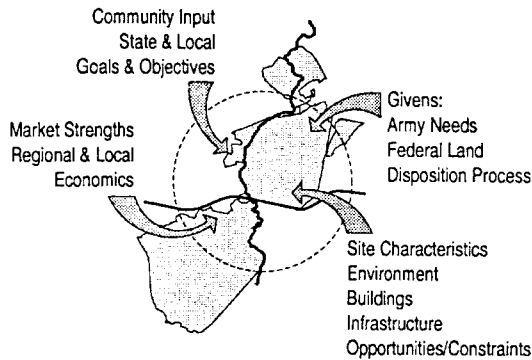 Community Input
State & Local
Goals & Objectives
Market Strengths
Regional & Local
Economics
Givens:
Army Needs
Federal Land
Disposition Process
Site Characteristics
Environment
Buildings
Infrastructure
Opportunities/Constraints